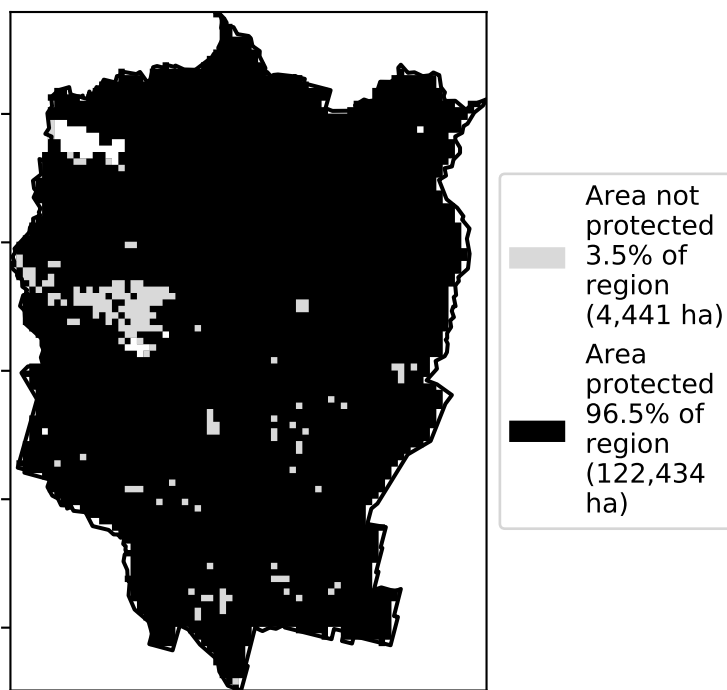 Area not
protected
3.5% of
region
(4,441 ha)
Area
protected
96.5% of
region
(122,434
ha)